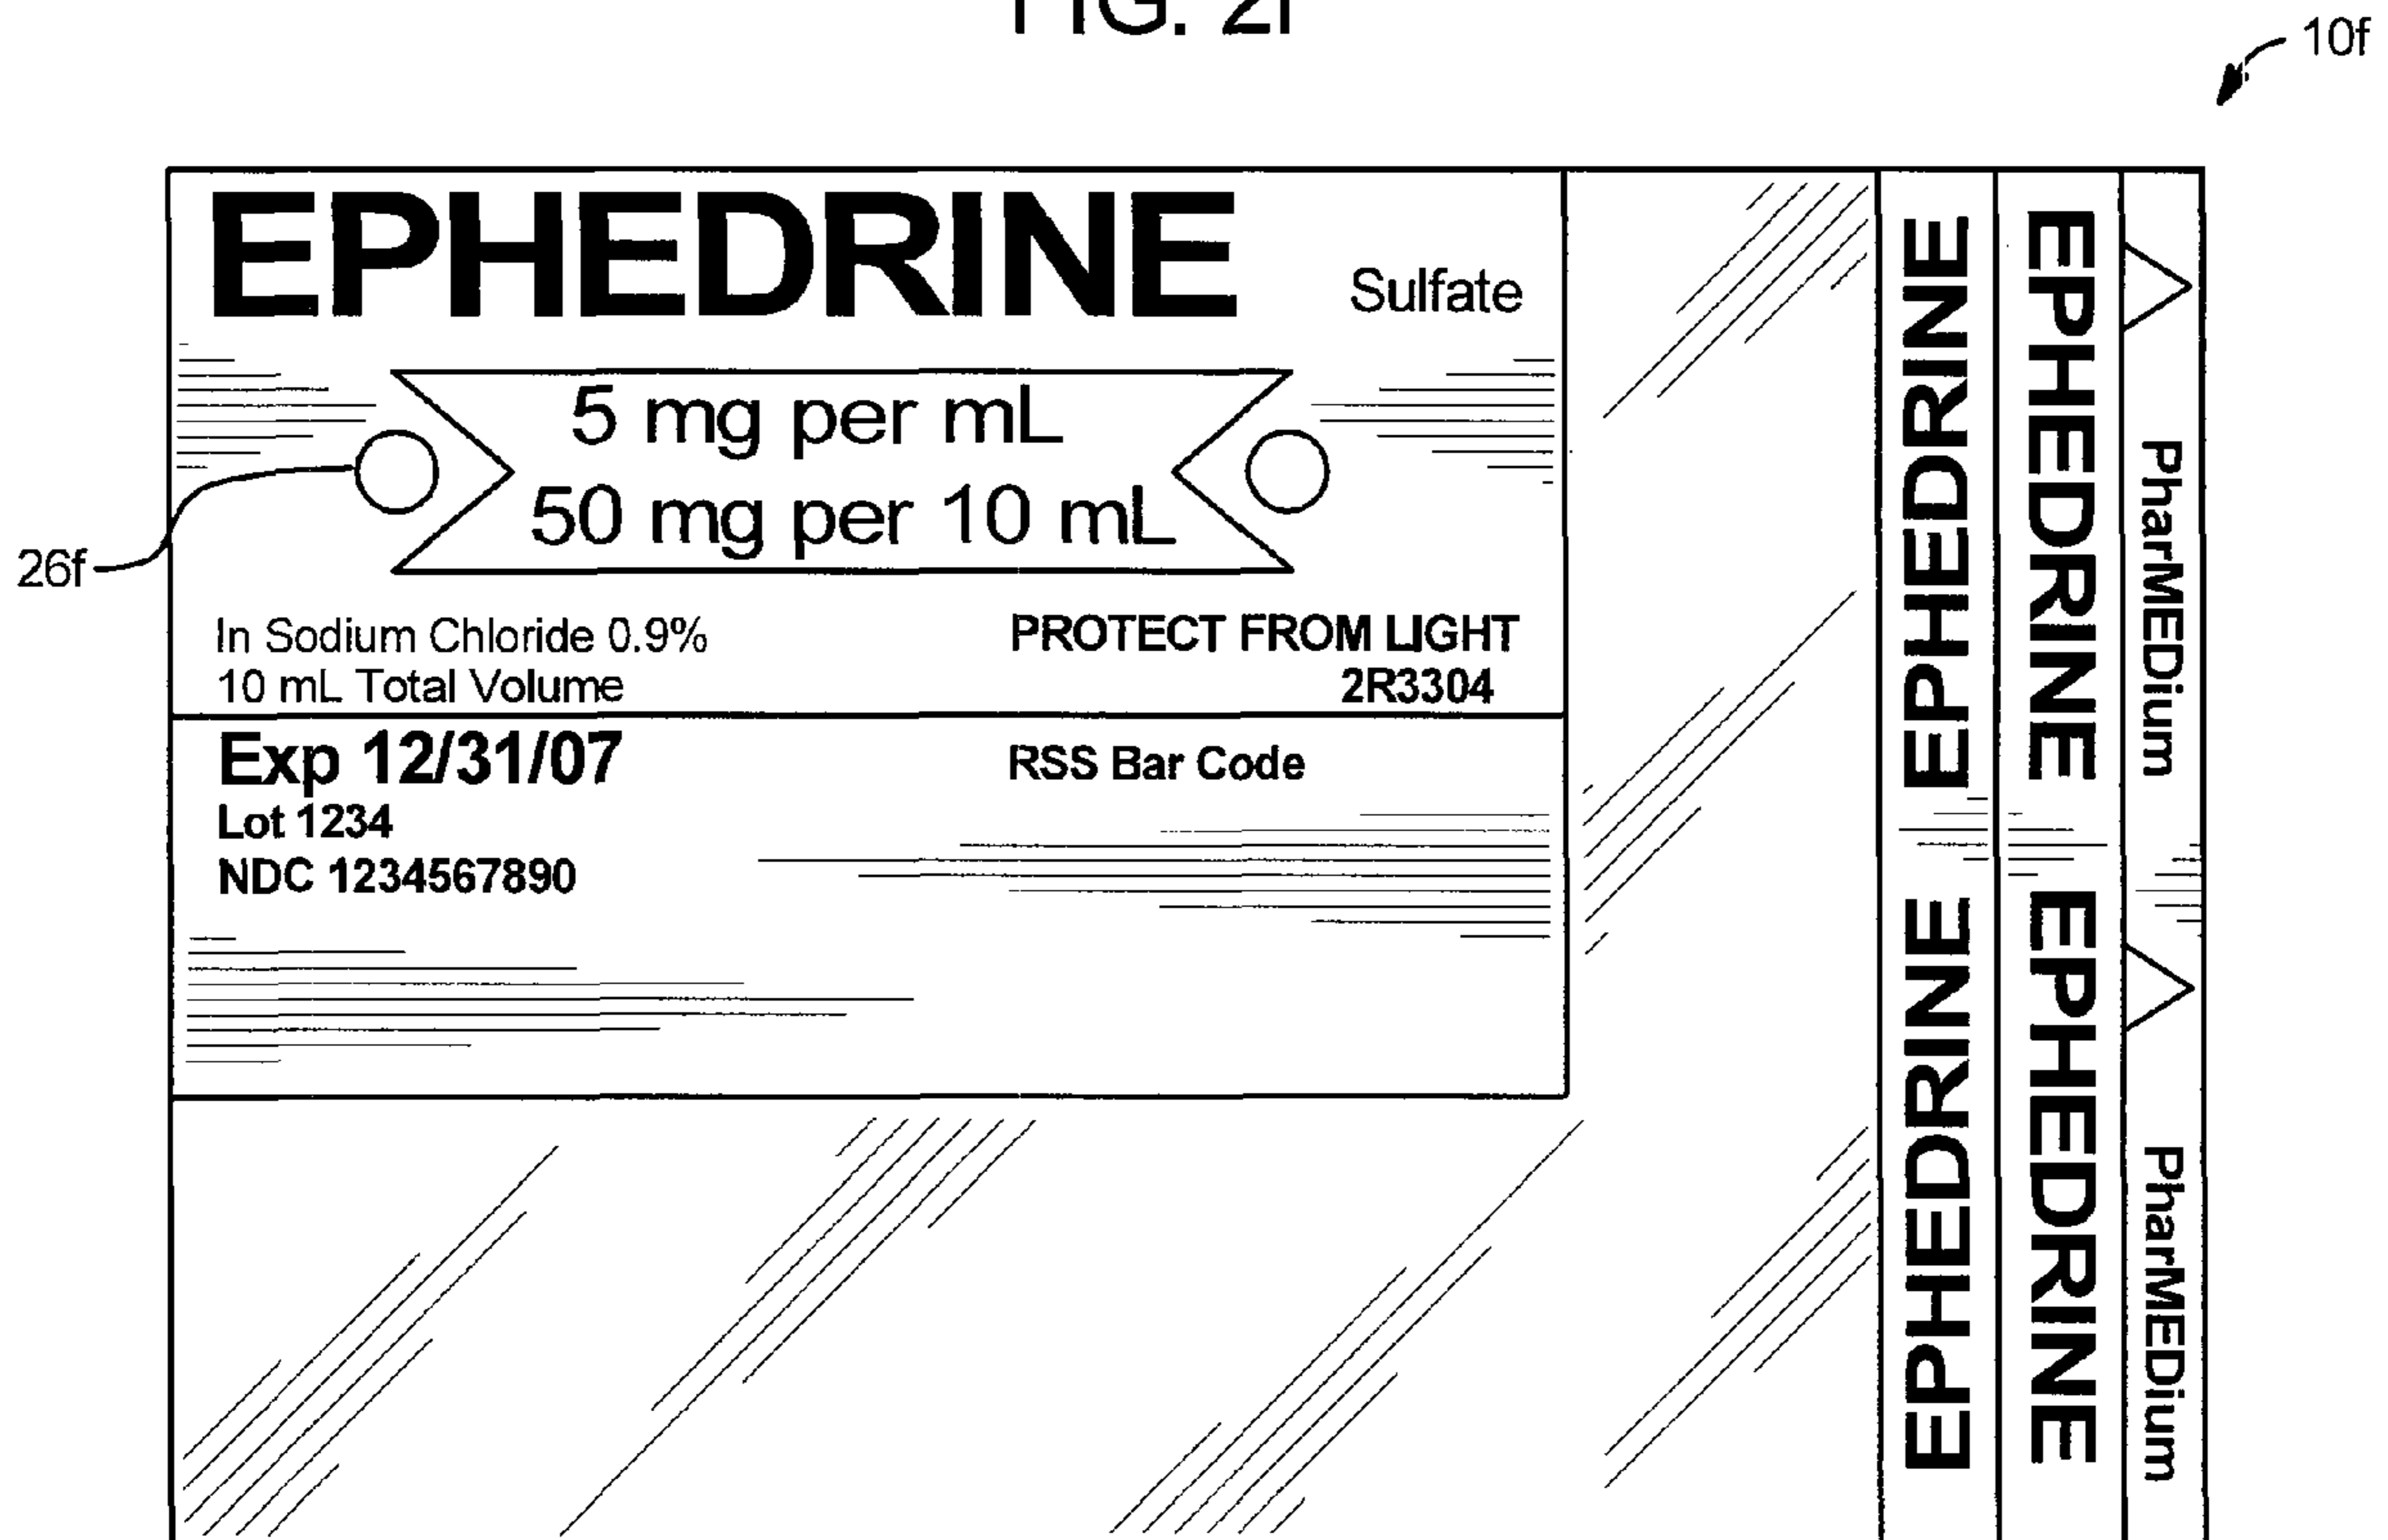 10f
EPHEDRINE Sulfate
5 mg per mL
50 mg per 10 mL
26f
In Sodium Chloride 0.9%
10 mL Total Volume
PROTECT FROM LIGHT
2R3304
Exp 12/31/07
Lot 1234
NDC 1234567890
RSS Bar Code
EPHEDRINE
EPHEDRINE
EPHEDRINE
EPHEDRINE
PharMEDium
PharMEDium